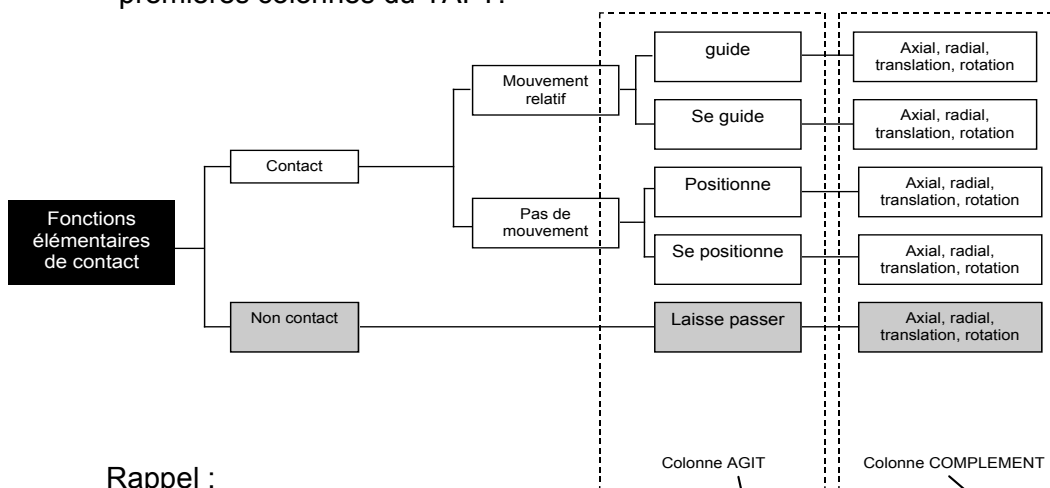 premières colonnes du TAFT.
guide
Axial, radial,
translation, rotation
Mouvement
relatif
Se guide
Axial, radial,
translation, rotation
Contact
Positionne
Axial, radial,
translation, rotation
Fonctions
élémentaires
de contact
Pas de
mouvement
Se positionne
Axial, radial,
translation, rotation
Non contact
Laisse passer
Axial, radial,
translation, rotation
Colonne AGIT
Colonne COMPLEMENT
Rappel :